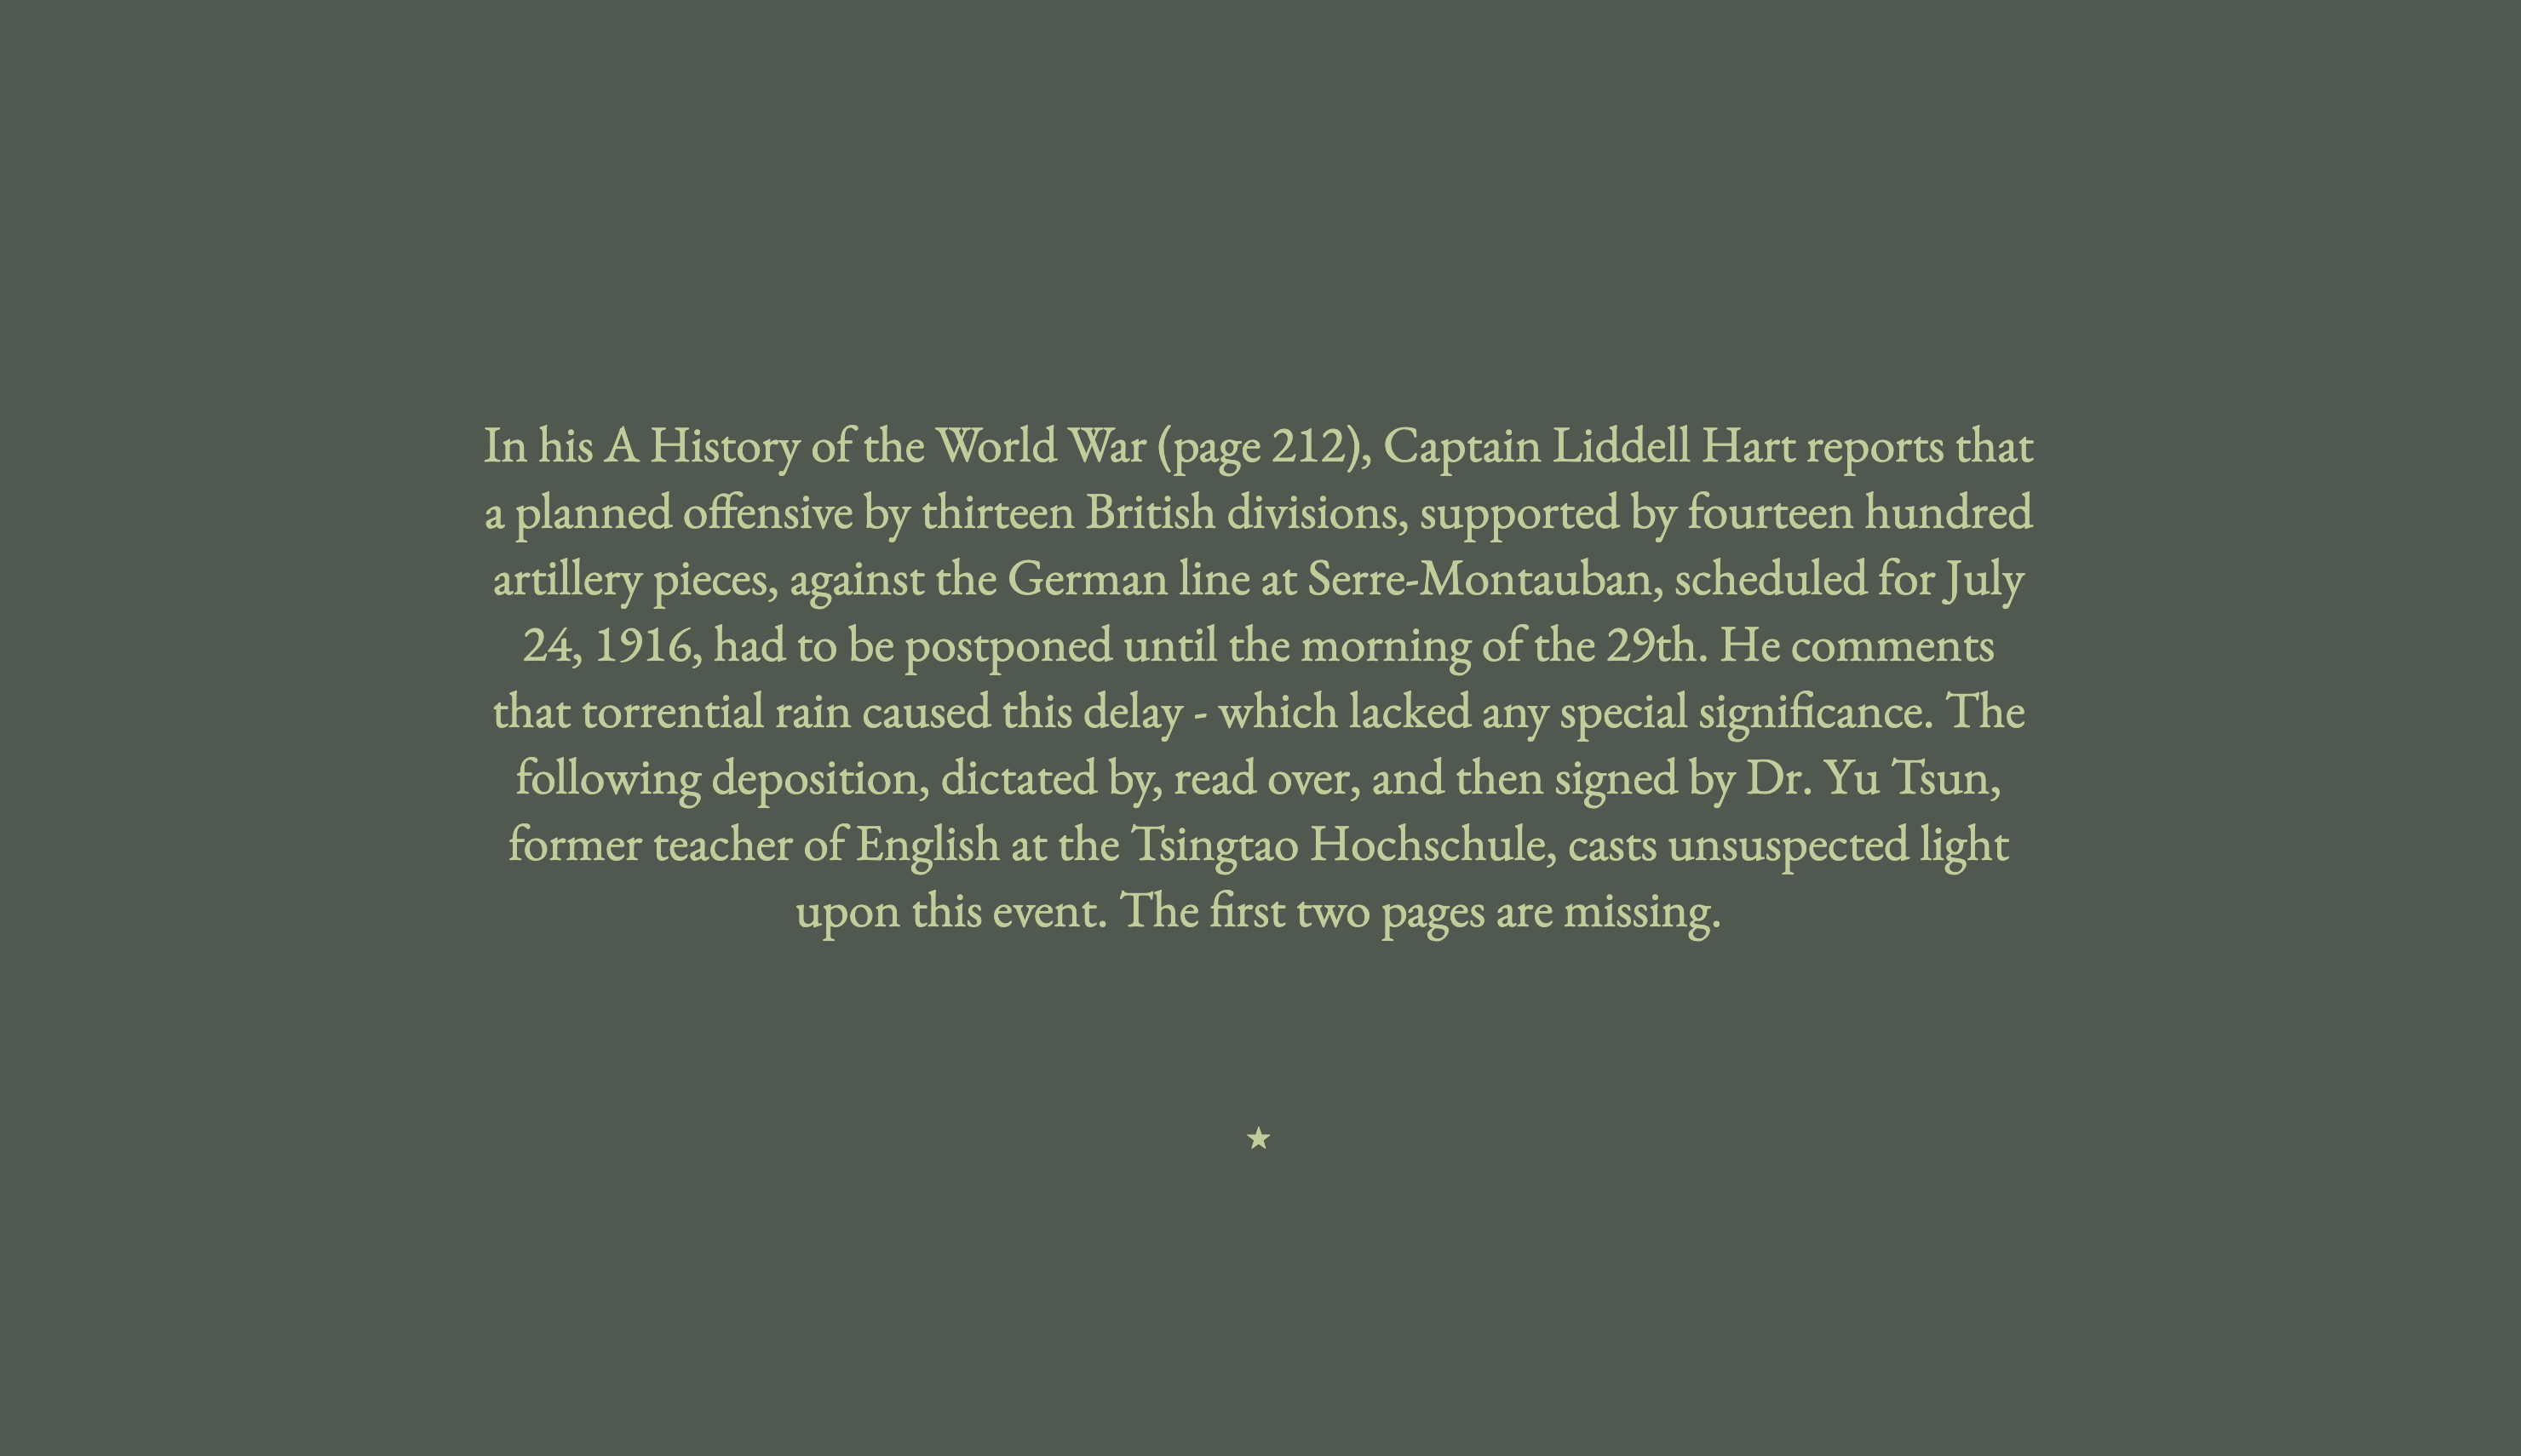 In his A History of the World War (page 212), Captain Liddell Hart reports that
a planned offensive by thirteen British divisions, supported by fourteen hundred
artillery pieces, against the German line at Serre-Montauban, scheduled for July
24, 1916, had to be postponed until the morning of the 29th. He comments
that torrential rain caused this delay - which lacked any special significance. The
following deposition, dictated by, read over, and then signed by Dr. Yu Tsun,
former teacher of English at the Tsingtao Hochschule, casts unsuspected light
upon this event. The first two pages are missing.